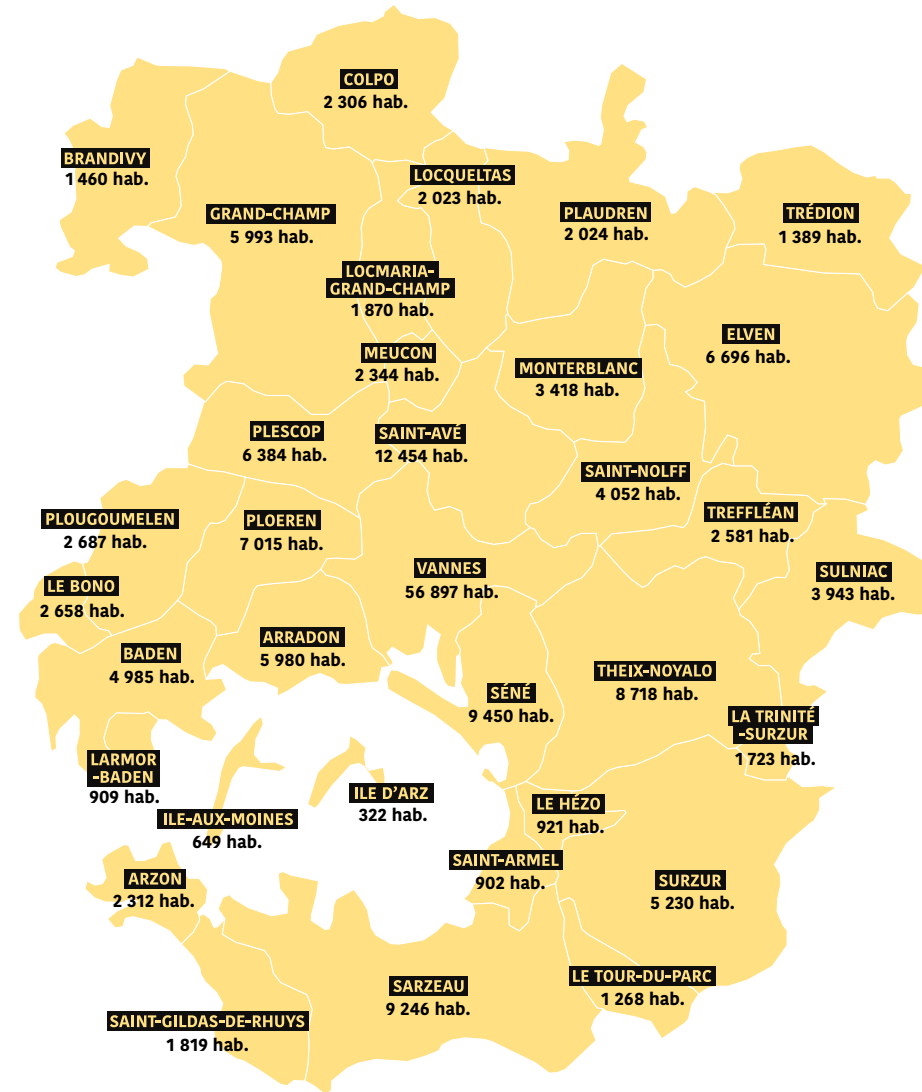 COLPO
2 306 hab.
BRANDIVY
1 460 hab.
LOCQUELTAS
2 023 hab.
GRAND-CHAMP
5 993 hab.
PLAUDREN
2 024 hab.
TRÉDION
1 389 hab.
LOCMARIA-
GRAND-CHAMP
1 870 hab.
ELVEN
6 696 hab.
MEUCON
2 344 hab.
MONTERBLANC
3 418 hab.
PLESCOP
6 384 hab.
SAINT-AVÉ
12 454 hab.
SAINT-NOLFF
4 052 hab.
PLOUGOUMELEN
2 687 hab.
PLOEREN
7 015 hab.
TREFFLÉAN
2 581 hab.
VANNES
56 897 hab.
SULNIAC
3 943 hab.
LE BONO
2 658 hab.
ARRADON
5 980 hab.
BADEN
4 985 hab.
THEIX-NOYALO
8 718 hab.
SÉNÉ
9 450 hab.
LA TRINITÉ
-SURZUR
1 723 hab.
LARMOR
-BADEN
909 hab.
ILE D'ARZ
322 hab.
LE HÉZO
921 hab.
ILE-AUX-MOINES
649 hab.
SAINT-ARMEL
902 hab.
ARZON
2 312 hab.
SURZUR
5 230 hab.
LE TOUR-DU-PARC
1 268 hab.
SARZEAU
9 246 hab.
SAINT-GILDAS-DE-RHUYS
1 819 hab.